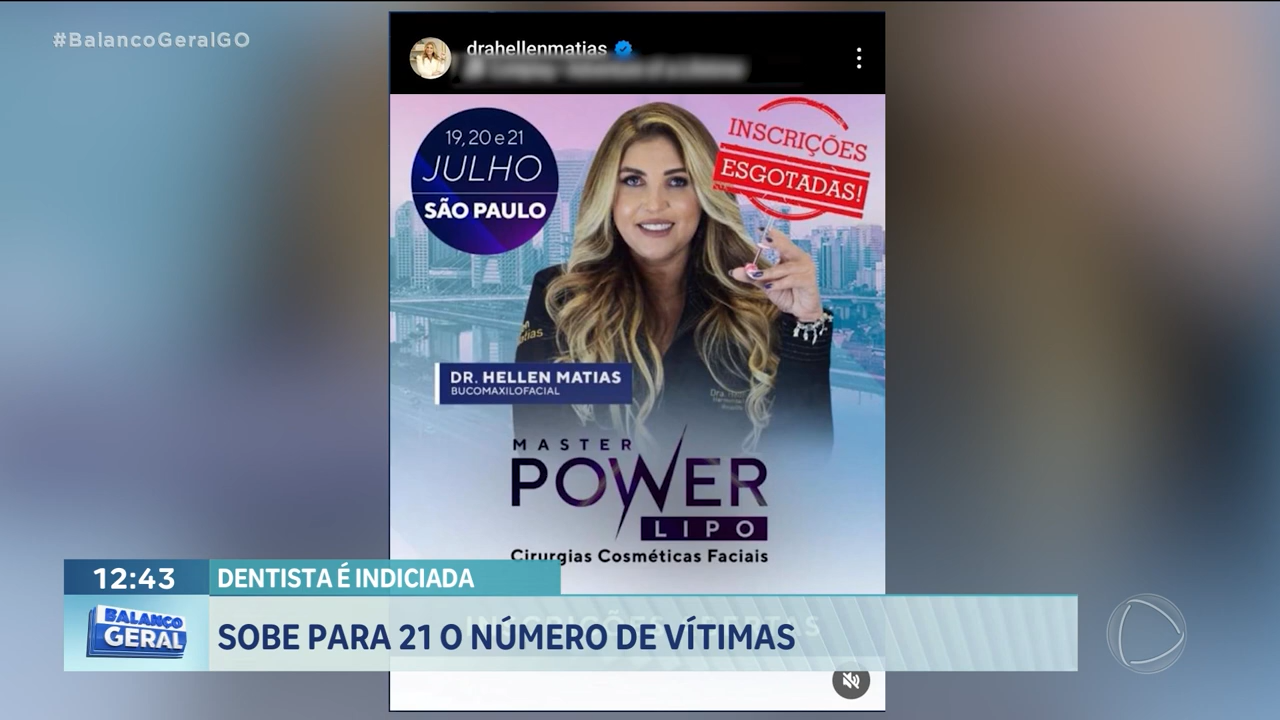 #BalancoGeralGO
drahellenmatias
19, 20 e 21
JULHO
SÃO PAULO
INSCRIÇÕES
ESGOTADAS!
DR. HELLEN MATIAS
BUCOMAXILOFACIAL
MASTER
POWER
LIPO
Cirurgias Cosméticas Faciais
12:43
DENTISTA É INDICIADA
BALANCO
GERAL
SOBE PARA 21 O NÚMERO DE VÍTIMAS